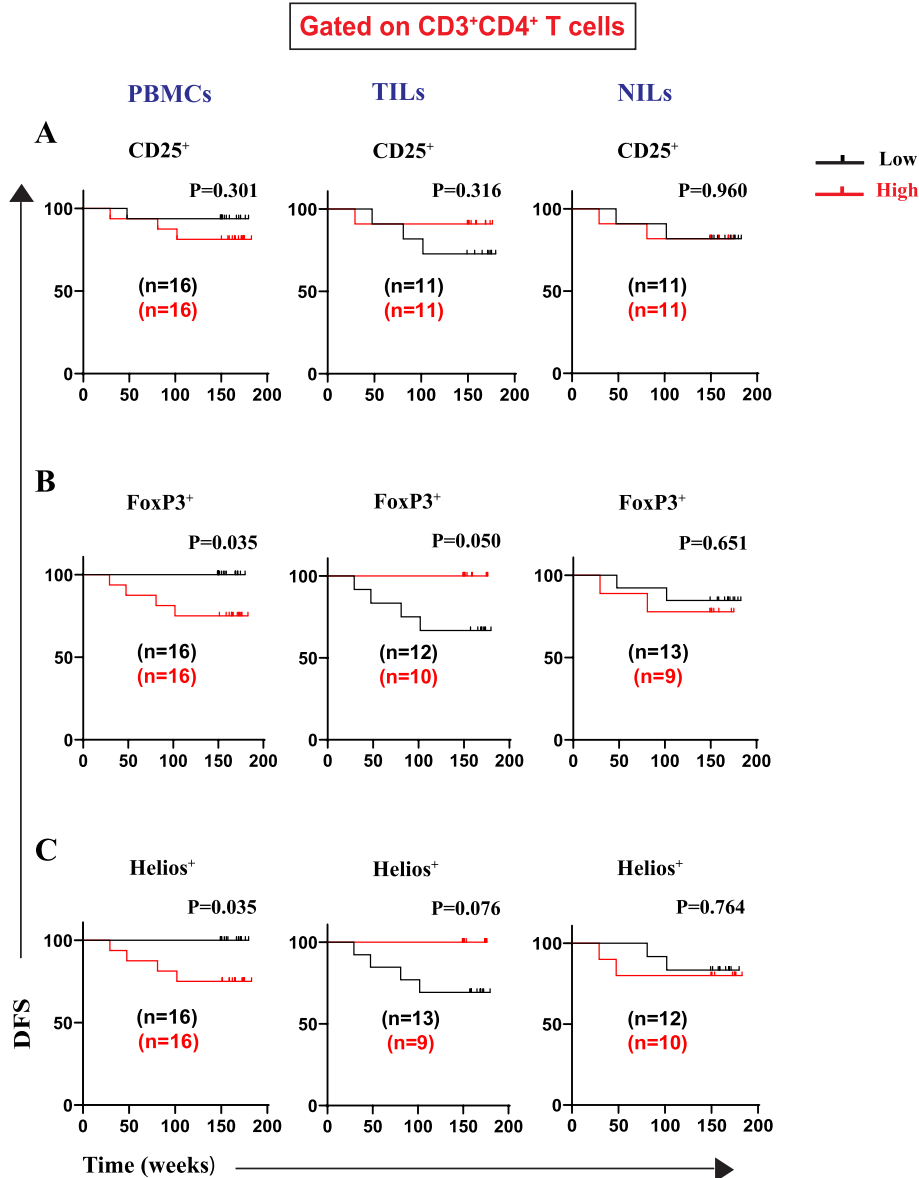 Gated on CD3⁺CD4⁺ T cells
PBMCs TILs NILs
A
CD25⁺ CD25⁺ CD25⁺
Low
High
P=0.301 P=0.316 P=0.960
100 100 100
(n=16) (n=11) (n=11)
(n=16) (n=11) (n=11)
50 50 50
0 0 0
0 50 100 150 200 0 50 100 150 200 0 50 100 150 200
B
FoxP3⁺ FoxP3⁺ FoxP3⁺
P=0.035 P=0.050 P=0.651
100 100 100
(n=16) (n=12) (n=13)
50 50 50
(n=16) (n=10) (n=9)
0 0 0
0 50 100 150 200 0 50 100 150 200 0 50 100 150 200
C
Helios⁺ Helios⁺ Helios⁺
P=0.035 P=0.076 P=0.764
100 100 100
(n=16) (n=13) (n=12)
50 50 50
(n=16) (n=9) (n=10)
0 0 0
0 50 100 150 200 0 50 100 150 200 0 50 100 150 200
DFS
Time (weeks)